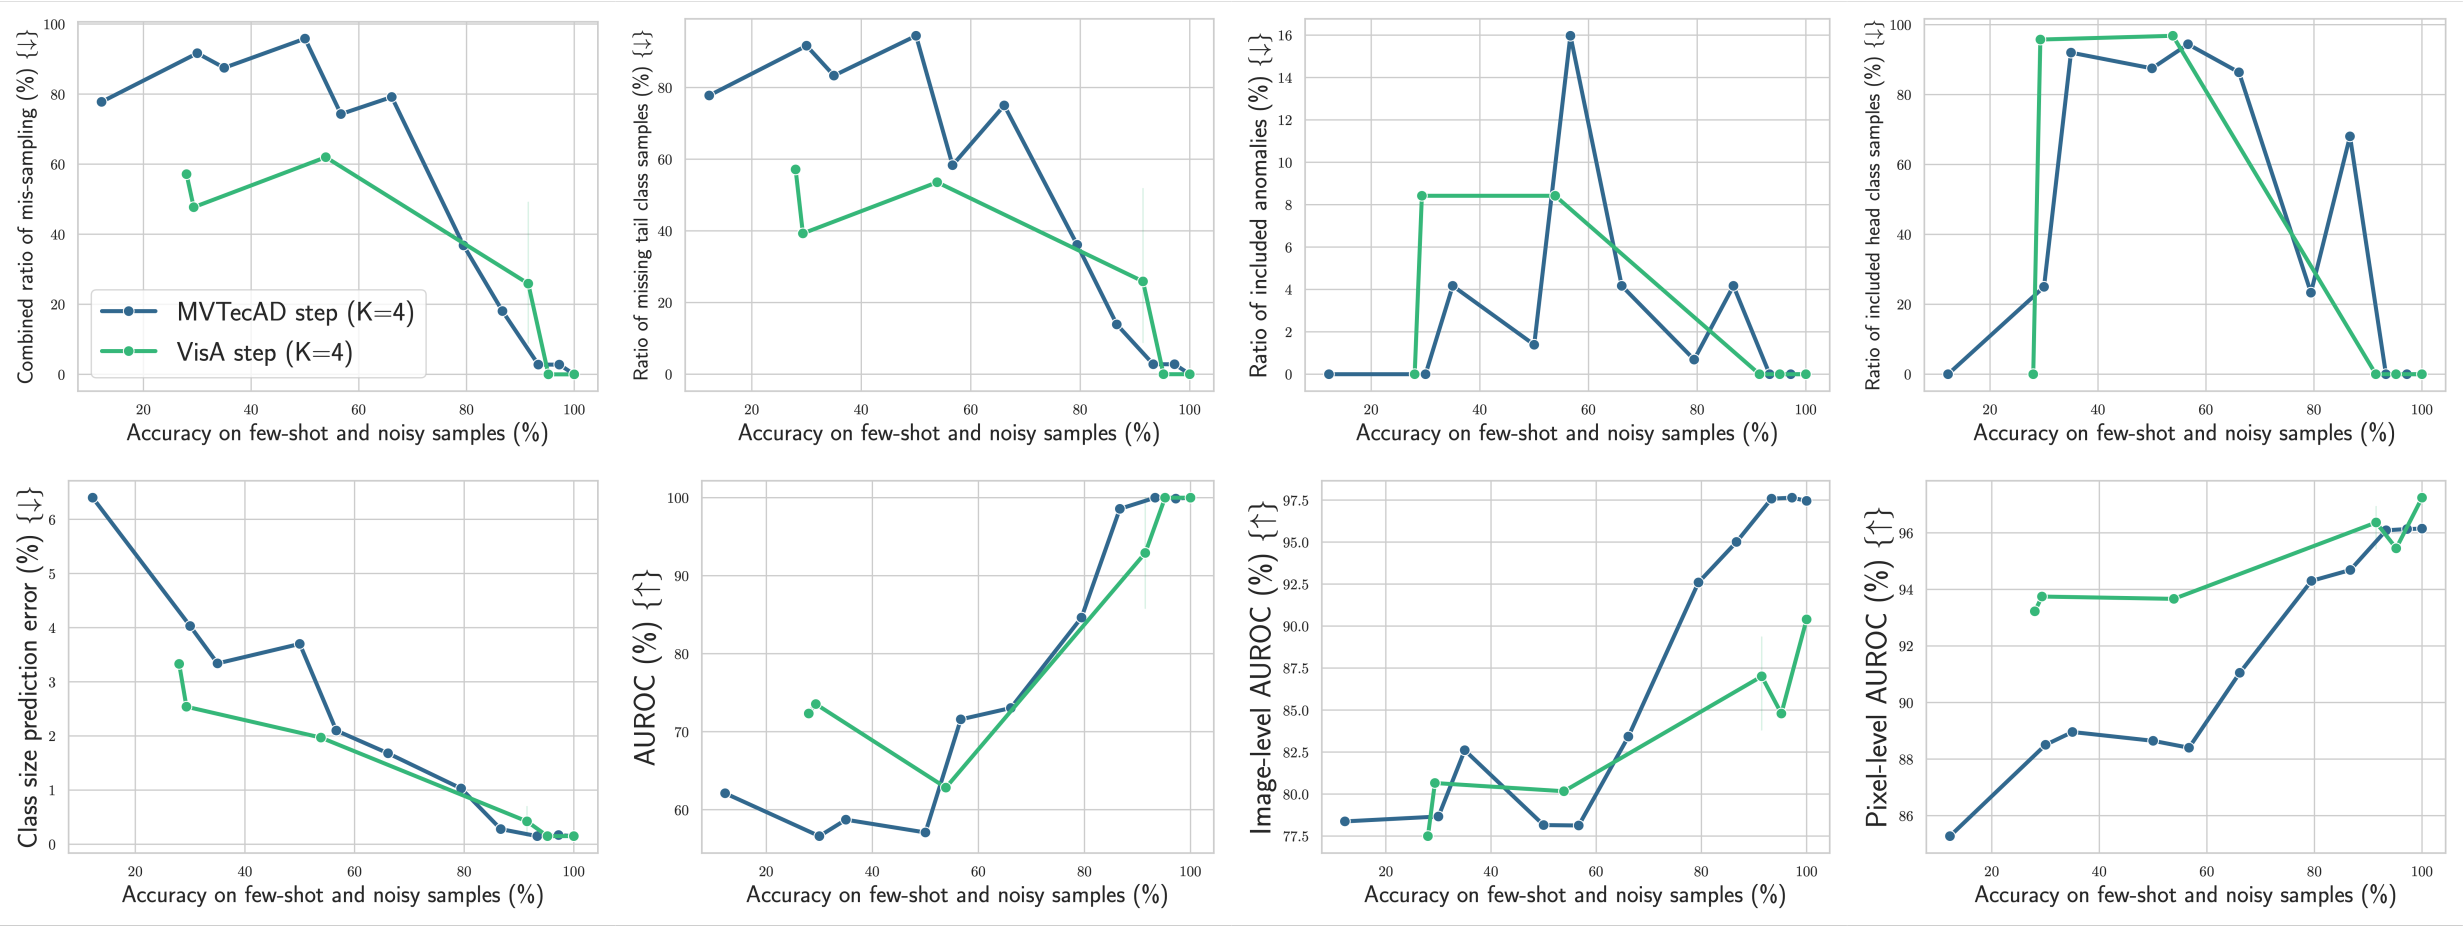 Combined ratio of mis-sampling (%) {↓}
100
80
60
40
20
0
MVTecAD step (K=4)
VisA step (K=4)
20 40 60 80 100
Accuracy on few-shot and noisy samples (%)
Ratio of missing tail class samples (%) {↓}
80
60
40
20
0
20 40 60 80 100
Accuracy on few-shot and noisy samples (%)
Ratio of included anomalies (%) {↓}
16
14
12
10
8
6
4
2
0
20 40 60 80 100
Accuracy on few-shot and noisy samples (%)
Ratio of included head class sapmples (%) {↓}
100
80
60
40
20
0
20 40 60 80 100
Accuracy on few-shot and noisy samples (%)
Class size prediction error (%) {↓}
6
5
4
3
2
1
0
20 40 60 80 100
Accuracy on few-shot and noisy samples (%)
AUROC (%) {↑}
100
90
80
70
60
20 40 60 80 100
Accuracy on few-shot and noisy samples (%)
Image-level AUROC (%) {↑}
97.5
95.0
92.5
90.0
87.5
85.0
82.5
80.0
77.5
20 40 60 80 100
Accuracy on few-shot and noisy samples (%)
Pixel-level AUROC (%) {↑}
96
94
92
90
88
86
20 40 60 80 100
Accuracy on few-shot and noisy samples (%)